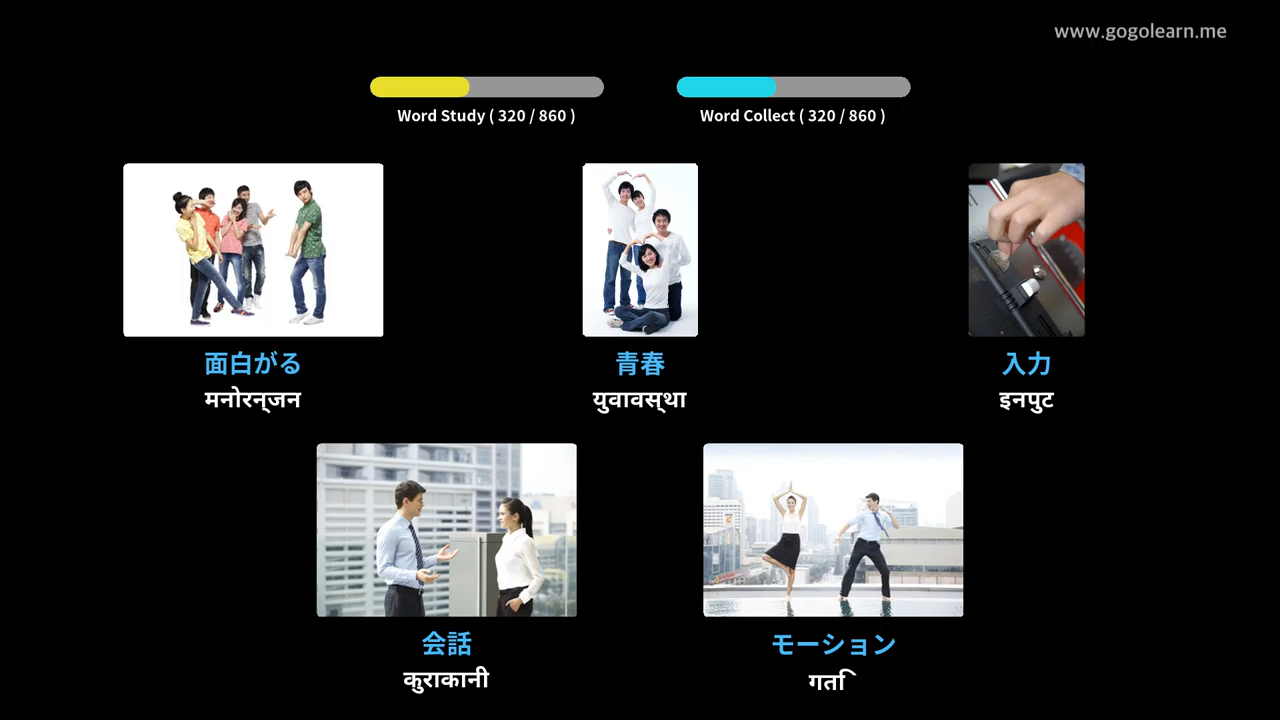 www.gogolearn.me
Word Study ( 320 / 860 )
Word Collect ( 320 / 860 )
面白がる
मनोरन्जन
青春
युवावस्था
入力
इनपुट
会話
कुराकानी
モーション
गति